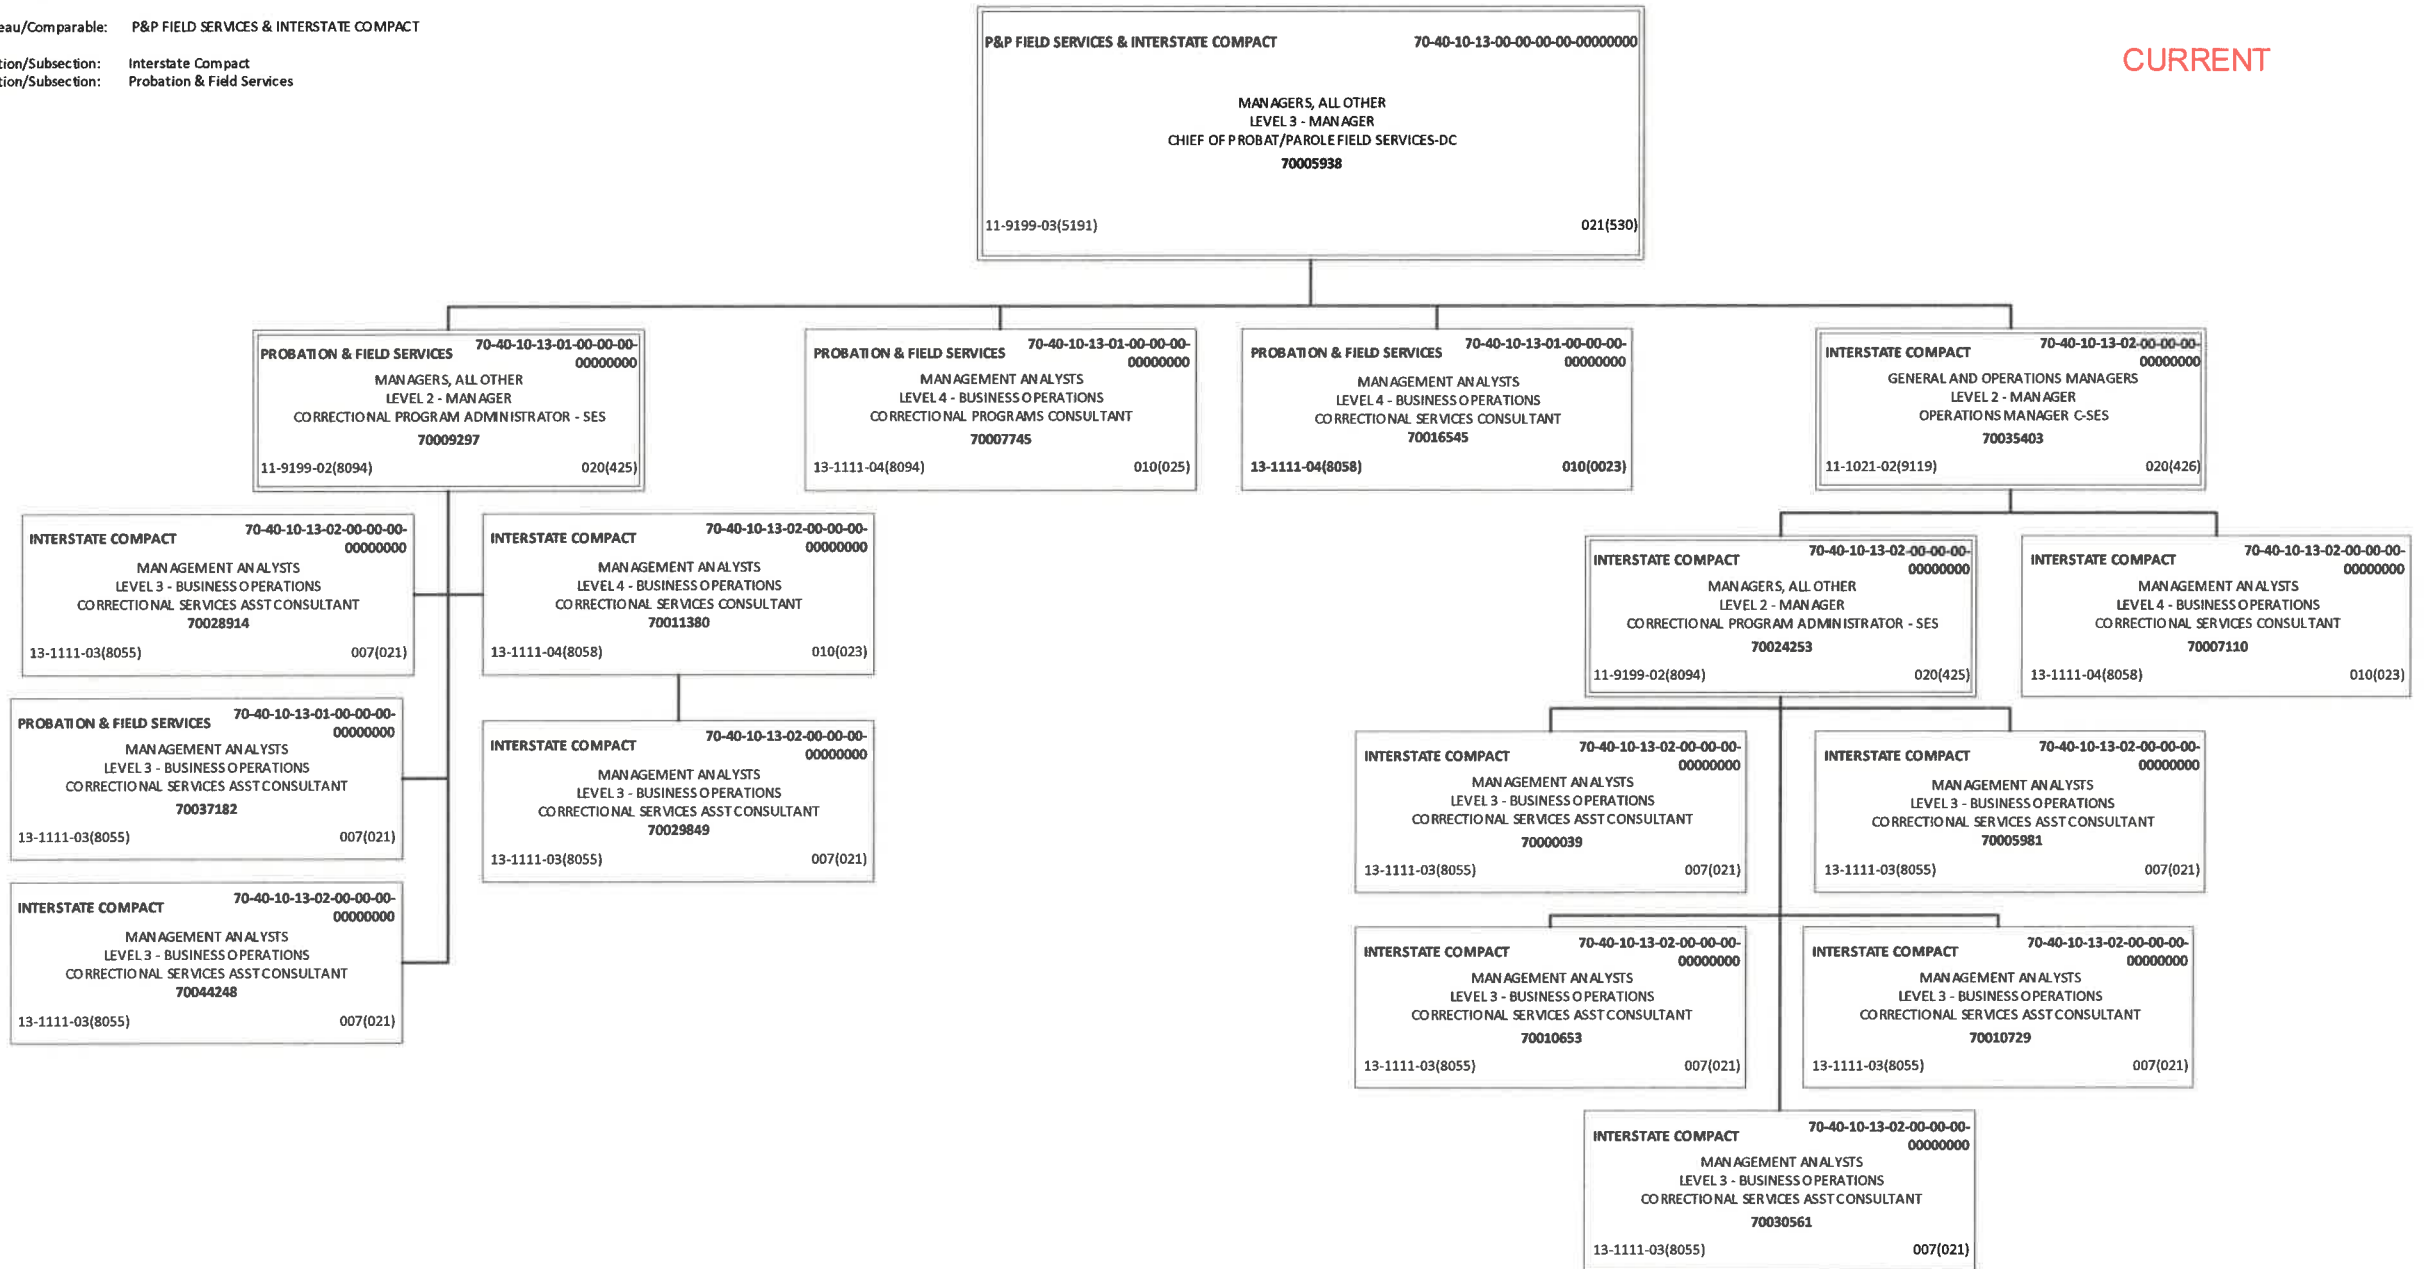 eau/Comparable: P&P FIELD SERVICES & INTERSTATE COMPACT
tion/Subsection: Interstate Compact
tion/Subsection: Probation & Field Services
CURRENT
P&P FIELD SERVICES & INTERSTATE COMPACT 70-40-10-13-00-00-00-00000000
MANAGERS, ALL OTHER
LEVEL 3 - MANAGER
CHIEF OF PROBAT/PAROLE FIELD SERVICES-DC
70005938
11-9199-03(5191) 021(530)
PROBATION & FIELD SERVICES 70-40-10-13-01-00-00-00-
00000000
MANAGERS, ALL OTHER
LEVEL 2 - MANAGER
CORRECTIONAL PROGRAM ADMINISTRATOR - SES
70009297
11-9199-02(8094) 020(425)
PROBATION & FIELD SERVICES 70-40-10-13-01-00-00-00-
00000000
MANAGEMENT ANALYSTS
LEVEL 4 - BUSINESS OPERATIONS
CORRECTIONAL PROGRAMS CONSULTANT
70007745
13-1111-04(8094) 010(025)
PROBATION & FIELD SERVICES 70-40-10-13-01-00-00-00-
00000000
MANAGEMENT ANALYSTS
LEVEL 4 - BUSINESS OPERATIONS
CORRECTIONAL SERVICES CONSULTANT
70016545
13-1111-04(8058) 010(0023)
INTERSTATE COMPACT 70-40-10-13-02-00-00-00-
00000000
GENERAL AND OPERATIONS MANAGERS
LEVEL 2 - MANAGER
OPERATIONS MANAGER C-SES
70035403
11-1021-02(9119) 020(426)
INTERSTATE COMPACT 70-40-10-13-02-00-00-00-
00000000
MANAGEMENT ANALYSTS
LEVEL 3 - BUSINESS OPERATIONS
CORRECTIONAL SERVICES ASST CONSULTANT
70028914
13-1111-03(8055) 007(021)
INTERSTATE COMPACT 70-40-10-13-02-00-00-00-
00000000
MANAGEMENT ANALYSTS
LEVEL 4 - BUSINESS OPERATIONS
CORRECTIONAL SERVICES CONSULTANT
70011380
13-1111-04(8058) 010(023)
INTERSTATE COMPACT 70-40-10-13-02-00-00-00-
00000000
MANAGERS, ALL OTHER
LEVEL 2 - MANAGER
CORRECTIONAL PROGRAM ADMINISTRATOR - SES
70024253
11-9199-02(8094) 020(425)
INTERSTATE COMPACT 70-40-10-13-02-00-00-00-
00000000
MANAGEMENT ANALYSTS
LEVEL 4 - BUSINESS OPERATIONS
CORRECTIONAL SERVICES CONSULTANT
70007110
13-1111-04(8058) 010(023)
PROBATION & FIELD SERVICES 70-40-10-13-01-00-00-00-
00000000
MANAGEMENT ANALYSTS
LEVEL 3 - BUSINESS OPERATIONS
CORRECTIONAL SERVICES ASST CONSULTANT
70037182
13-1111-03(8055) 007(021)
INTERSTATE COMPACT 70-40-10-13-02-00-00-00-
00000000
MANAGEMENT ANALYSTS
LEVEL 3 - BUSINESS OPERATIONS
CORRECTIONAL SERVICES ASST CONSULTANT
70029849
13-1111-03(8055) 007(021)
INTERSTATE COMPACT 70-40-10-13-02-00-00-00-
00000000
MANAGEMENT ANALYSTS
LEVEL 3 - BUSINESS OPERATIONS
CORRECTIONAL SERVICES ASST CONSULTANT
70000039
13-1111-03(8055) 007(021)
INTERSTATE COMPACT 70-40-10-13-02-00-00-00-
00000000
MANAGEMENT ANALYSTS
LEVEL 3 - BUSINESS OPERATIONS
CORRECTIONAL SERVICES ASST CONSULTANT
70005981
13-1111-03(8055) 007(021)
INTERSTATE COMPACT 70-40-10-13-02-00-00-00-
00000000
MANAGEMENT ANALYSTS
LEVEL 3 - BUSINESS OPERATIONS
CORRECTIONAL SERVICES ASST CONSULTANT
70044248
13-1111-03(8055) 007(021)
INTERSTATE COMPACT 70-40-10-13-02-00-00-00-
00000000
MANAGEMENT ANALYSTS
LEVEL 3 - BUSINESS OPERATIONS
CORRECTIONAL SERVICES ASST CONSULTANT
70010653
13-1111-03(8055) 007(021)
INTERSTATE COMPACT 70-40-10-13-02-00-00-00-
00000000
MANAGEMENT ANALYSTS
LEVEL 3 - BUSINESS OPERATIONS
CORRECTIONAL SERVICES ASST CONSULTANT
70010729
13-1111-03(8055) 007(021)
INTERSTATE COMPACT 70-40-10-13-02-00-00-00-
00000000
MANAGEMENT ANALYSTS
LEVEL 3 - BUSINESS OPERATIONS
CORRECTIONAL SERVICES ASST CONSULTANT
70030561
13-1111-03(8055) 007(021)